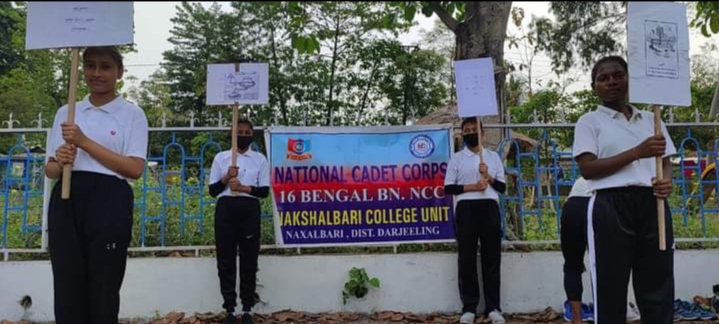 NATIONAL CADET CORPS
16 BENGAL BN. NCC
NAKSHALBARI COLLEGE UNIT
NAXALBARI , DIST. DARJEELING